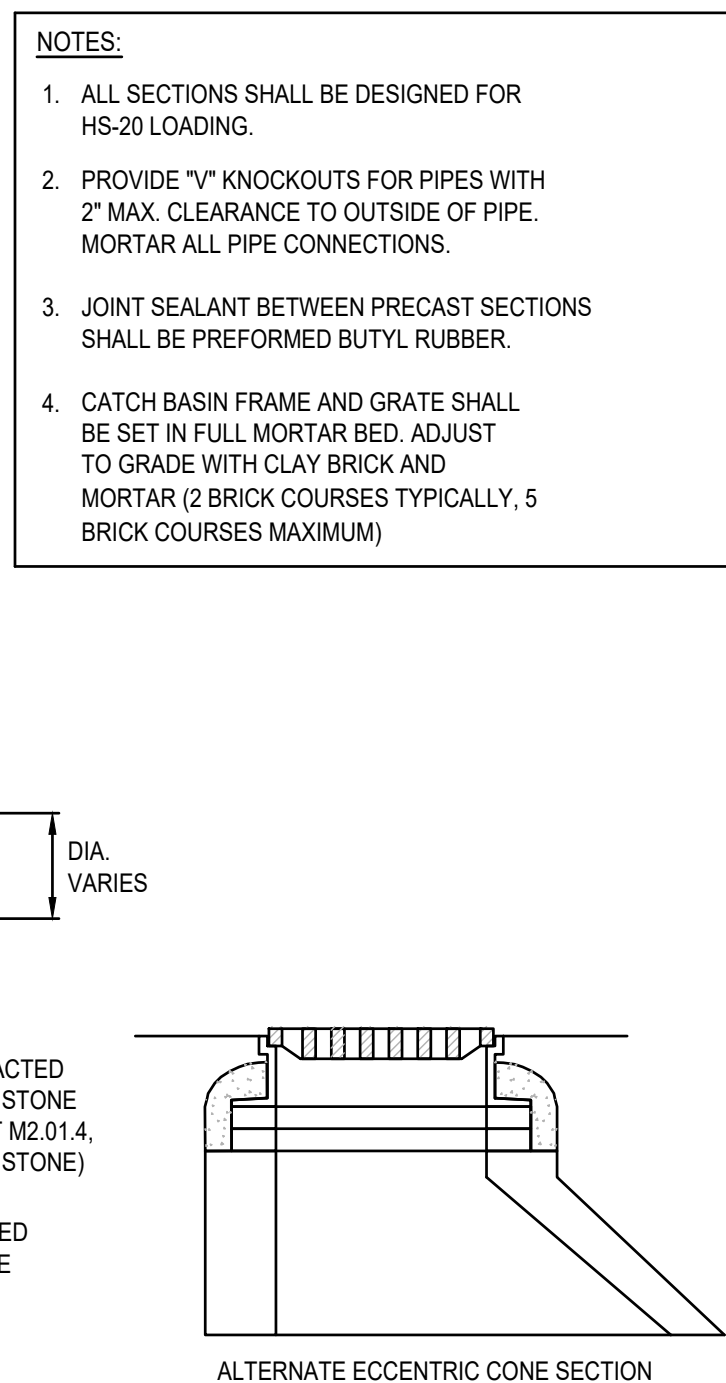 NOTES:
1. ALL SECTIONS SHALL BE DESIGNED FOR
HS-20 LOADING.
2. PROVIDE "V" KNOCKOUTS FOR PIPES WITH
2" MAX. CLEARANCE TO OUTSIDE OF PIPE.
MORTAR ALL PIPE CONNECTIONS.
3. JOINT SEALANT BETWEEN PRECAST SECTIONS
SHALL BE PREFORMED BUTYL RUBBER.
4. CATCH BASIN FRAME AND GRATE SHALL
BE SET IN FULL MORTAR BED. ADJUST
TO GRADE WITH CLAY BRICK AND
MORTAR (2 BRICK COURSES TYPICALLY, 5
BRICK COURSES MAXIMUM)
DIA.
VARIES
STONE
M2.01.4,
STONE)
ALTERNATE ECCENTRIC CONE SECTION